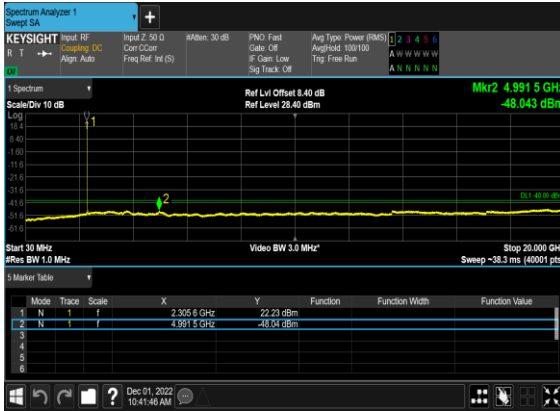 Spectrum Analyzer 1
Swept SA
+
KEYSIGHT Input: RF Input Z: 50 Ω #Atten: 30 dB PNO: Fast Avg Type: Power (RMS) 1 2 3 4 5 6
R T Coupling: DC Corr CCorr Gate: Off Avg|Hold: 100/100 A W W W W W
Align: Auto Freq Ref: Int (S) IF Gain: Low Trig: Free Run
Sig Track: Off A N N N N N
LXI
1 Spectrum Ref Lvl Offset 8.40 dB Mkr2 4.991 5 GHz
Scale/Div 10 dB Ref Level 28.40 dBm -48.043 dBm
Log
18.4
8.40
-1.60
-11.6
-21.6
-31.6
-41.6
-51.6
-61.6
1
2
DL1 -40.00 dBm
Start 30 MHz Video BW 3.0 MHz* Stop 20.000 GHz
#Res BW 1.0 MHz Sweep ~38.3 ms (40001 pts)
5 Marker Table
Mode Trace Scale X Y Function Function Width Function Value
1 N 1 f 2.305 6 GHz 22.23 dBm
2 N 1 f 4.991 5 GHz -48.04 dBm
3
4
5
6
? Dec 01, 2022
10:41:46 AM